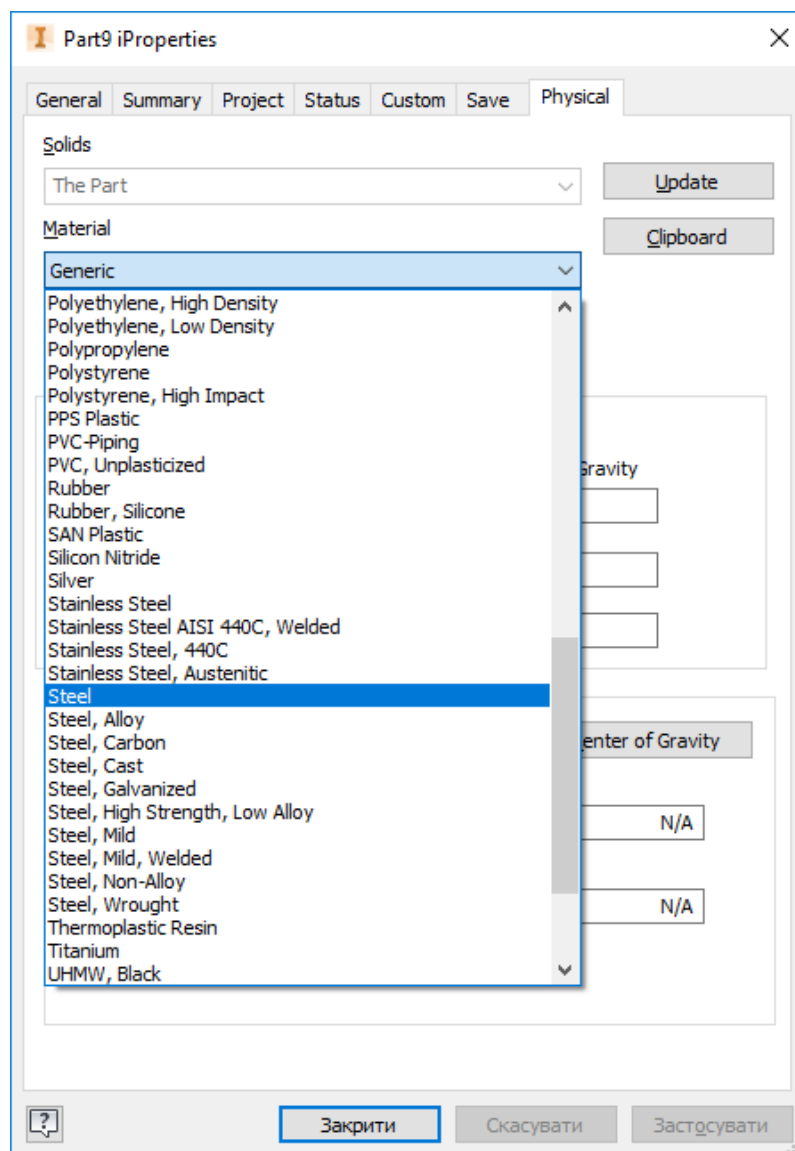 Part9 iProperties
General Summary Project Status Custom Save Physical
Solids
The Part
Update
Material
Clipboard
Generic
Polyethylene, High Density
Polyethylene, Low Density
Polypropylene
Polystyrene
Polystyrene, High Impact
PPS Plastic
PVC-Piping
PVC, Unplasticized
Rubber
Rubber, Silicone
SAN Plastic
Silicon Nitride
Silver
Stainless Steel
Stainless Steel AISI 440C, Welded
Stainless Steel, 440C
Stainless Steel, Austenitic
Steel
Steel, Alloy
Steel, Carbon
Steel, Cast
Steel, Galvanized
Steel, High Strength, Low Alloy
Steel, Mild
Steel, Mild, Welded
Steel, Non-Alloy
Steel, Wrought
Thermoplastic Resin
Titanium
UHMW, Black
Gravity
enter of Gravity
N/A
N/A
Закрити Скасувати Застосувати